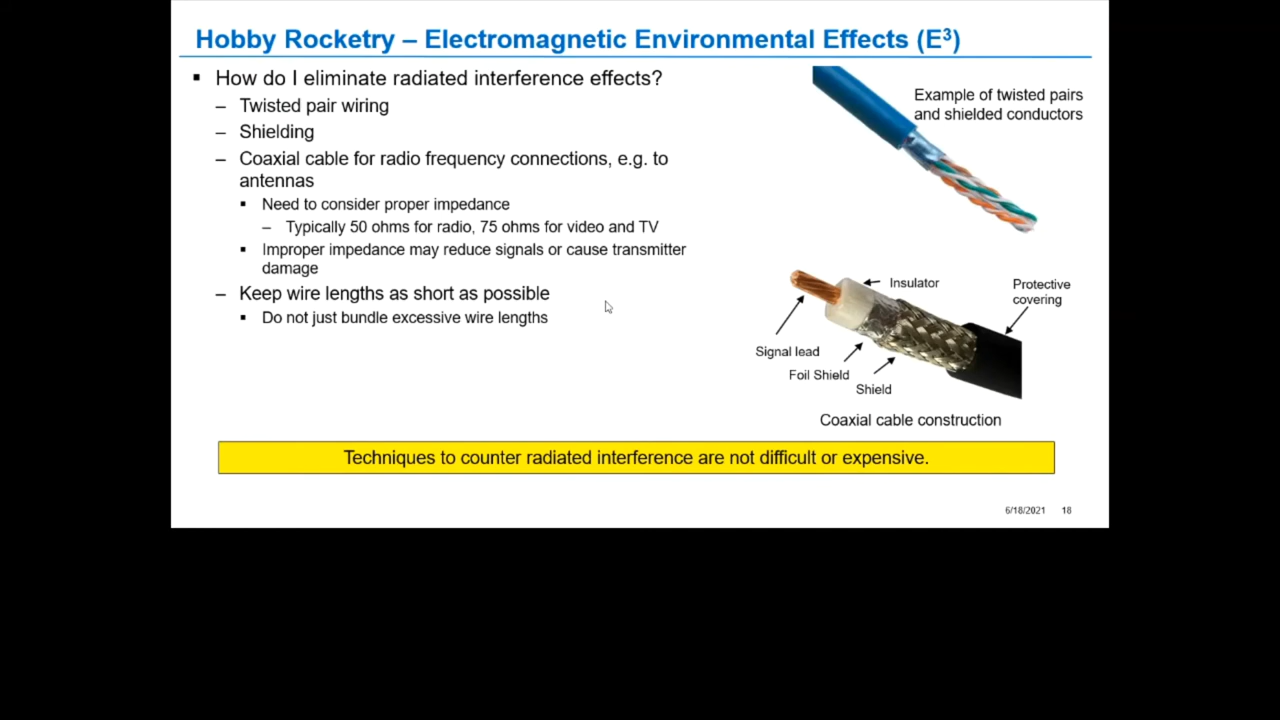 Hobby Rocketry – Electromagnetic Environmental Effects (E³)
▪ How do I eliminate radiated interference effects?
– Twisted pair wiring
– Shielding
– Coaxial cable for radio frequency connections, e.g. to
antennas
▪ Need to consider proper impedance
– Typically 50 ohms for radio, 75 ohms for video and TV
▪ Improper impedance may reduce signals or cause transmitter
damage
– Keep wire lengths as short as possible
▪ Do not just bundle excessive wire lengths
Example of twisted pairs
and shielded conductors
Insulator
Protective
covering
Signal lead
Foil Shield
Shield
Coaxial cable construction
Techniques to counter radiated interference are not difficult or expensive.
6/18/2021 18